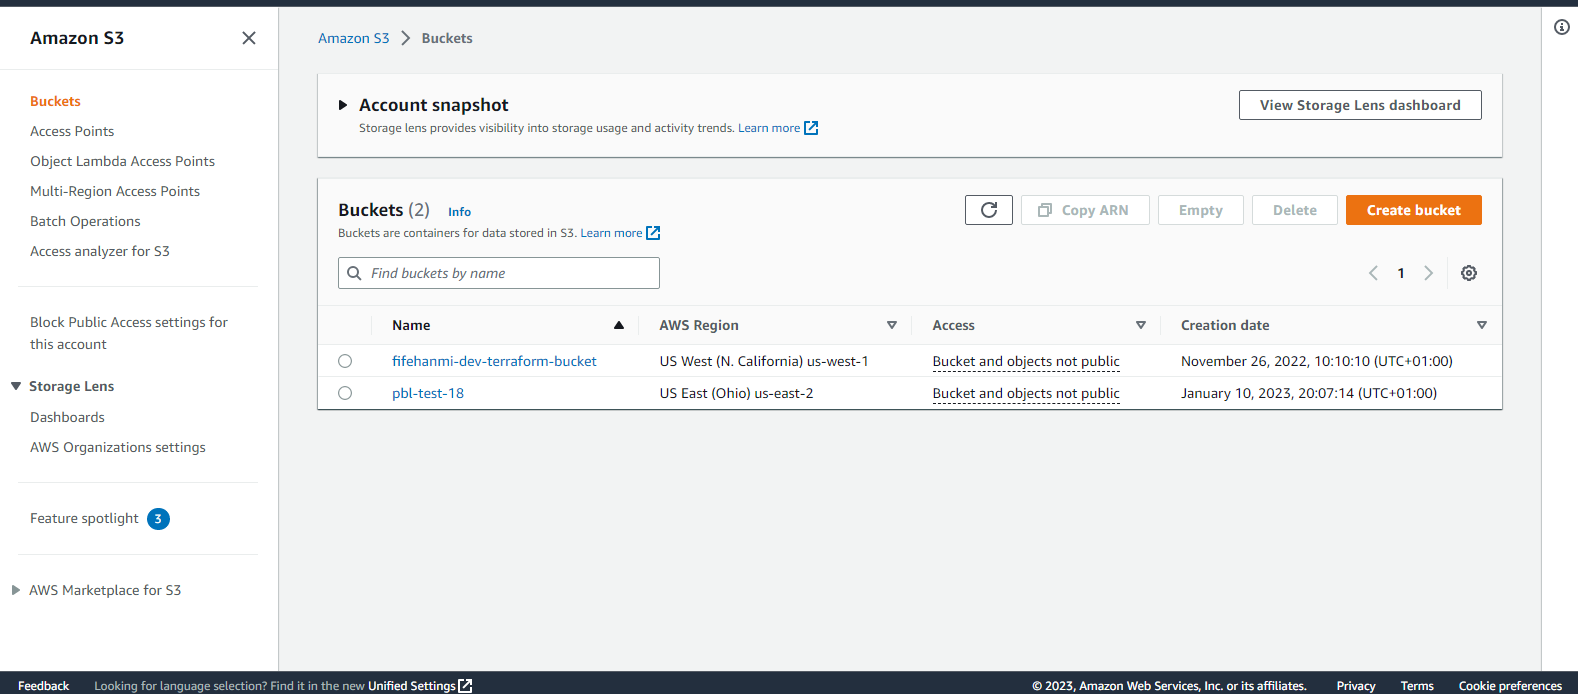 Amazon S3
Buckets
Access Points
Object Lambda Access Points
Multi-Region Access Points
Batch Operations
Access analyzer for S3
Block Public Access settings for
this account
Storage Lens
Dashboards
AWS Organizations settings
Feature spotlight 3
AWS Marketplace for S3
Amazon S3 Buckets
Account snapshot
Storage lens provides visibility into storage usage and activity trends. Learn more
View Storage Lens dashboard
Buckets (2) Info
Buckets are containers for data stored in S3. Learn more
Copy ARN Empty Delete Create bucket
Find buckets by name
1
Name AWS Region Access Creation date
fifehanmi-dev-terraform-bucket US West (N. California) us-west-1 Bucket and objects not public November 26, 2022, 10:10:10 (UTC+01:00)
pbl-test-18 US East (Ohio) us-east-2 Bucket and objects not public January 10, 2023, 20:07:14 (UTC+01:00)
Feedback Looking for language selection? Find it in the new Unified Settings © 2023, Amazon Web Services, Inc. or its affiliates. Privacy Terms Cookie preferences